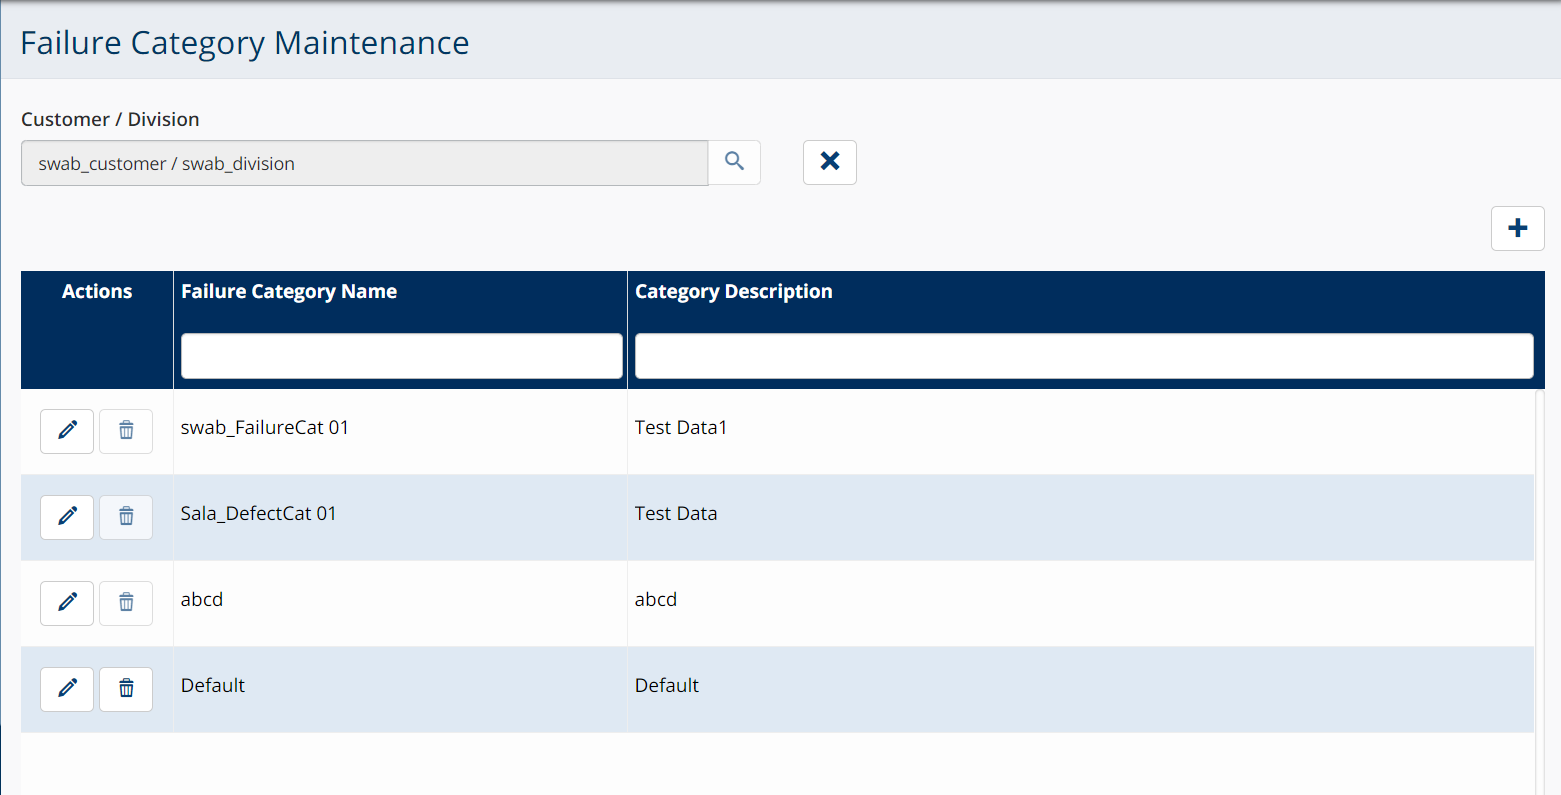 Failure Category Maintenance
Customer / Division
swab_customer / swab_division
Actions Failure Category Name Category Description
swab_FailureCat 01 Test Data1
Sala_DefectCat 01 Test Data
abcd abcd
Default Default